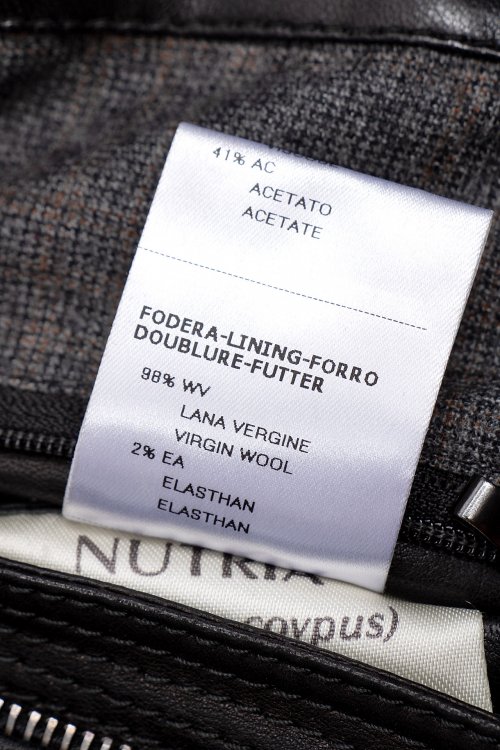 41% AC
ACETATO
ACETATE
FODERA-LINING-FORRO
DOUBLURE-FUTTER
98% WV
LANA VERGINE
VIRGIN WOOL
2% EA
ELASTHAN
ELASTHAN
NUTRIA
coypus)